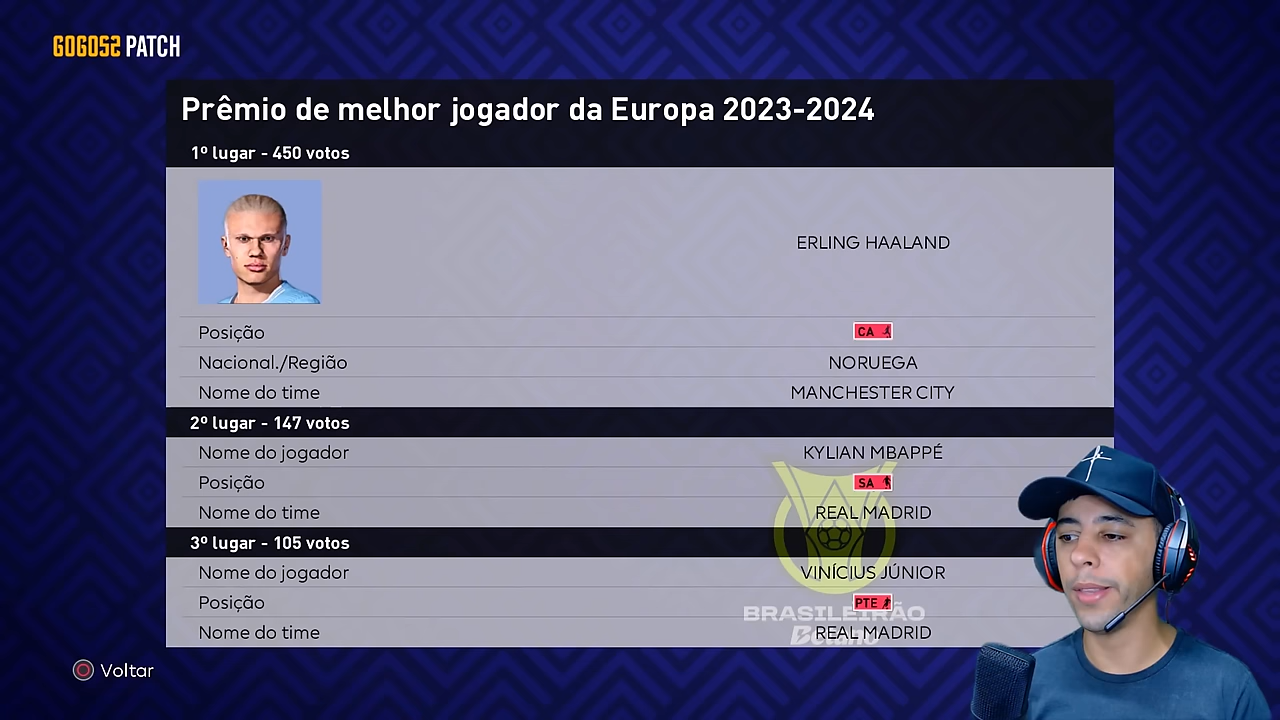 GOGOS2 PATCH
Prêmio de melhor jogador da Europa 2023-2024
1º lugar - 450 votos
ERLING HAALAND
Posição CA
Nacional./Região NORUEGA
Nome do time MANCHESTER CITY
2º lugar - 147 votos
Nome do jogador KYLIAN MBAPPÉ
Posição SA
Nome do time REAL MADRID
3º lugar - 105 votos
Nome do jogador VINÍCIUS JÚNIOR
Posição PTE
BRASILEIRÃO
Betano
Nome do time REAL MADRID
Voltar